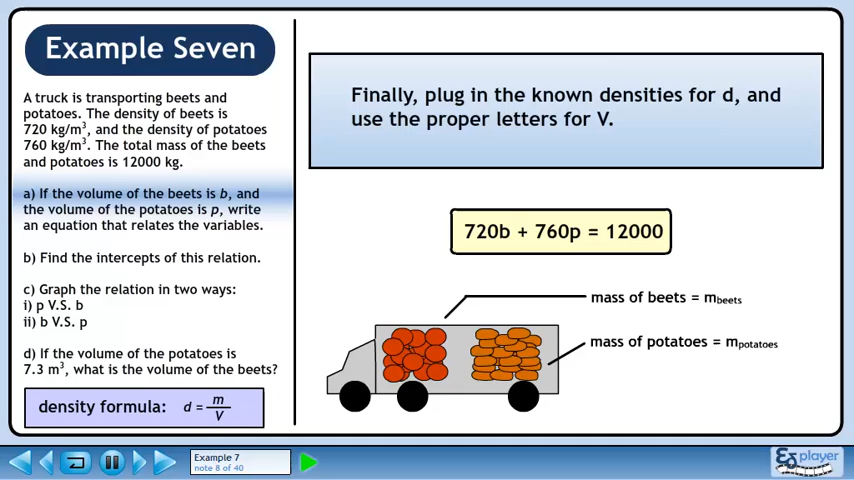 Example Seven
A truck is transporting beets and
potatoes. The density of beets is
720 kg/m³, and the density of potatoes
760 kg/m³. The total mass of the beets
and potatoes is 12000 kg.
a) If the volume of the beets is b, and
the volume of the potatoes is p, write
an equation that relates the variables.
b) Find the intercepts of this relation.
c) Graph the relation in two ways:
i) p V.S. b
ii) b V.S. p
d) If the volume of the potatoes is
7.3 m³, what is the volume of the beets?
density formula: d = m/V
Finally, plug in the known densities for d, and
use the proper letters for V.
720b + 760p = 12000
mass of beets = m_beets
mass of potatoes = m_potatoes
Example 7
note 8 of 40
player